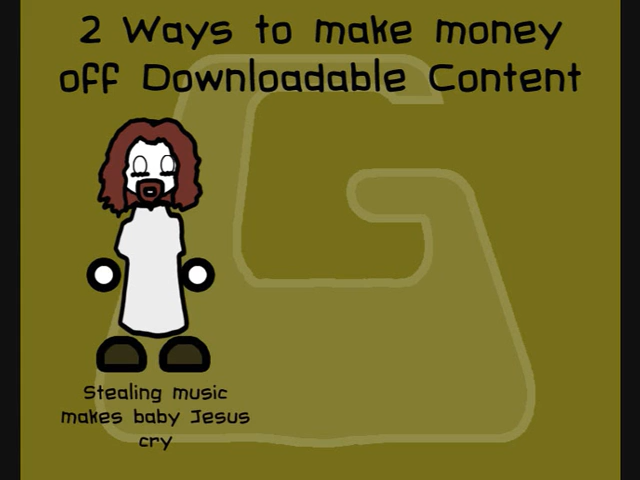 2 Ways to make money
off Downloadable Content
Stealing music
makes baby Jesus
cry